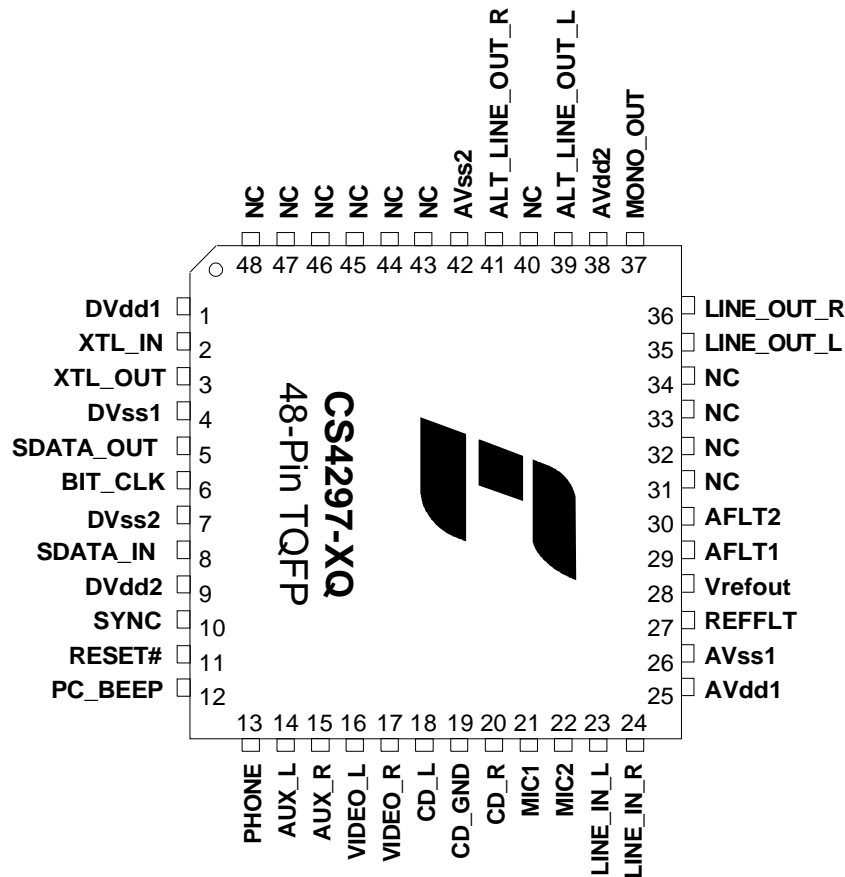 ALT_LINE_OUT_R
ALT_LINE_OUT_L
MONO_OUT
AVss2
AVdd2
NC
NC
NC
NC
NC
NC
NC
48
47
46
45
44
43
42
41
40
39
38
37
DVdd1 1
XTL_IN 2
XTL_OUT 3
DVss1 4
SDATA_OUT 5
BIT_CLK 6
DVss2 7
SDATA_IN 8
DVdd2 9
SYNC 10
RESET# 11
PC_BEEP 12
CS4297-XQ
48-Pin TQFP
36 LINE_OUT_R
35 LINE_OUT_L
34 NC
33 NC
32 NC
31 NC
30 AFLT2
29 AFLT1
28 Vrefout
27 REFFLT
26 AVss1
25 AVdd1
13
14
15
16
17
18
19
20
21
22
23
24
PHONE
AUX_L
AUX_R
VIDEO_L
VIDEO_R
CD_L
CD_GND
CD_R
MIC1
MIC2
LINE_IN_L
LINE_IN_R